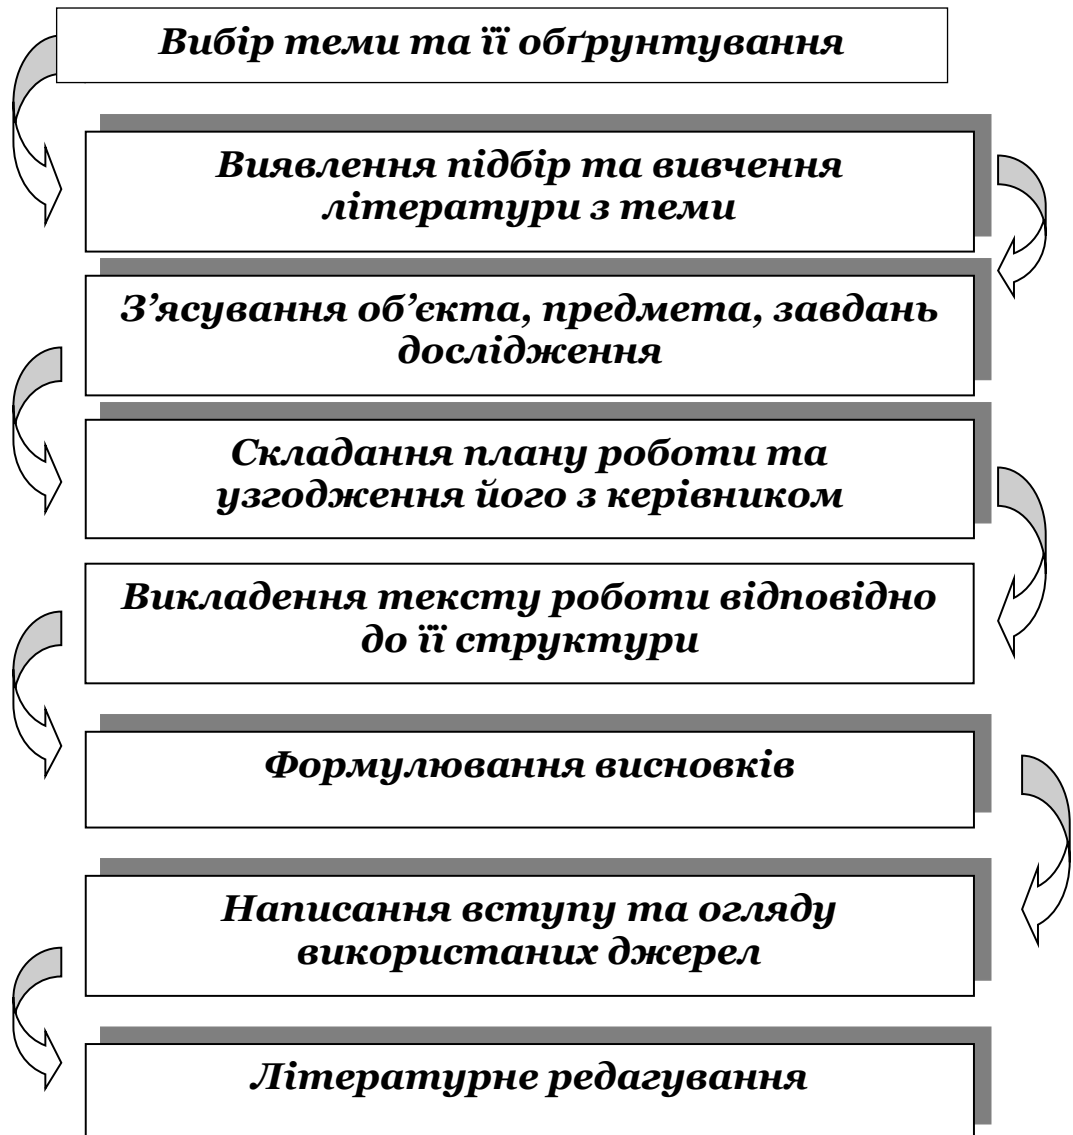 Вибір теми та її обґрунтування
Виявлення підбір та вивчення
літератури з теми
З’ясування об’єкта, предмета, завдань
дослідження
Складання плану роботи та
узгодження його з керівником
Викладення тексту роботи відповідно
до її структури
Формулювання висновків
Написання вступу та огляду
використаних джерел
Літературне редагування